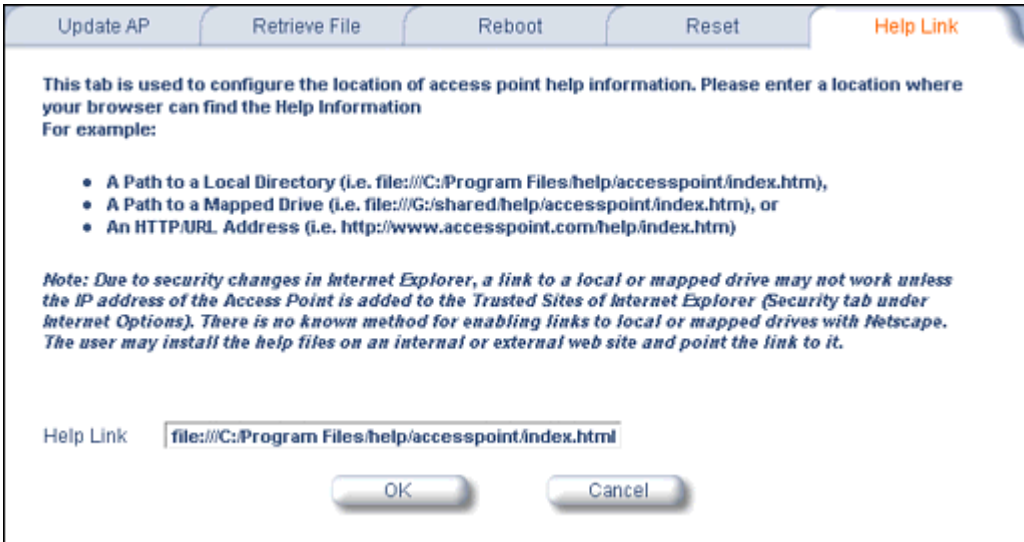 Update AP Retrieve File Reboot Reset Help Link
This tab is used to configure the location of access point help information. Please enter a location where
your browser can find the Help Information
For example:
• A Path to a Local Directory (i.e. file:///C:/Program Files/help/accesspoint/index.htm),
• A Path to a Mapped Drive (i.e. file:///G:/shared/help/accesspoint/index.htm), or
• An HTTP/URL Address (i.e. http://www.accesspoint.com/help/index.htm)
Note: Due to security changes in Internet Explorer, a link to a local or mapped drive may not work unless
the IP address of the Access Point is added to the Trusted Sites of Internet Explorer (Security tab under
Internet Options). There is no known method for enabling links to local or mapped drives with Netscape.
The user may install the help files on an internal or external web site and point the link to it.
Help Link file:///C:/Program Files/help/accesspoint/index.html
OK Cancel